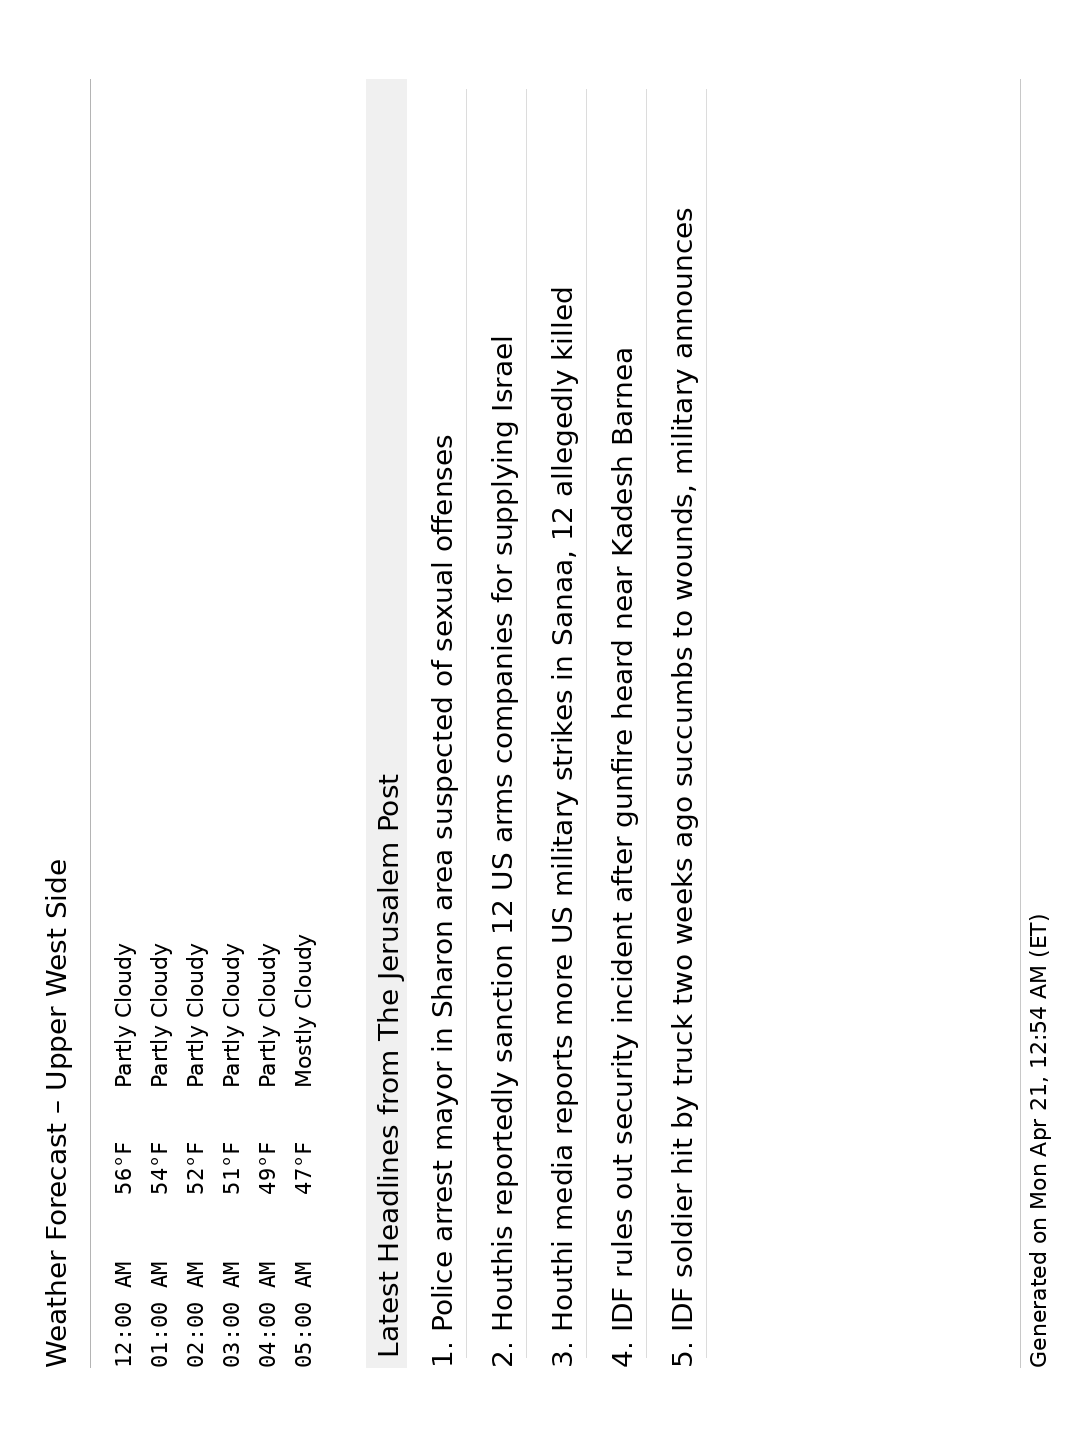 Weather Forecast – Upper West Side
12:00 AM 56°F Partly Cloudy
01:00 AM 54°F Partly Cloudy
02:00 AM 52°F Partly Cloudy
03:00 AM 51°F Partly Cloudy
04:00 AM 49°F Partly Cloudy
05:00 AM 47°F Mostly Cloudy
Latest Headlines from The Jerusalem Post
1. Police arrest mayor in Sharon area suspected of sexual offenses
2. Houthis reportedly sanction 12 US arms companies for supplying Israel
3. Houthi media reports more US military strikes in Sanaa, 12 allegedly killed
4. IDF rules out security incident after gunfire heard near Kadesh Barnea
5. IDF soldier hit by truck two weeks ago succumbs to wounds, military announces
Generated on Mon Apr 21, 12:54 AM (ET)